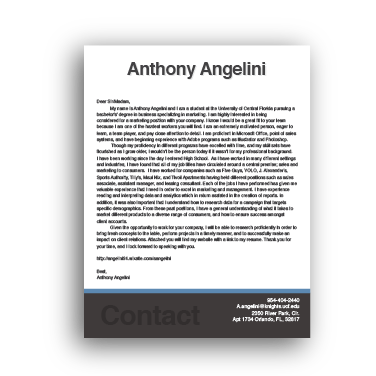 Anthony Angelini
Dear Sir/Madam,
My name is Anthony Angelini and I am a student at the University of Central Florida pursuing a
bachelors' degree in business specializing in marketing. I am highly interested in being
considered for a marketing position with your company. I know I would be a great fit to your team
because I am one of the hardest workers you will find. I am an extremely motivated person, eager to
learn, a team player, and pay close attention to detail. I am proficient in Microsoft Office, point of sales
systems, and have beginning experience with Adobe programs such as Illustrator and Photoshop.
Though my proficiency in different programs have excelled with time, and my skill sets have
flourished as I grow older, I wouldn't be the person today if it wasn't for my professional background.
I have been working since the day I entered High School. As I have worked in many different settings
and industries, I have found that all of my job titles have circulated around a central premise; sales and
marketing to consumers. I have worked for companies such as Five Guys, YOLO, J. Alexander's,
Sports Authority, Tilly's, Maui Nix, and Tivoli Apartments having held different positions such as sales
associate, assistant manager, and leasing consultant. Each of the jobs I have performed has given me
valuable experience that I need in order to excel in marketing and management. I have experience
reading and interpreting data and analytics which in return assisted in the creation of reports. In
addition, it was also important that I understand how to research data for a campaign that targets
specific demographics. From these past positions, I have a general understanding of what it takes to
market different products to a diverse range of consumers, and how to ensure success amongst
client accounts.
Given the opportunity to work for your company, I will be able to research proficiently in order to
bring fresh concepts to the table, perform projects in a timely manner, and to successfully make an
impact on client relations. Attached you will find my website with a link to my resume. Thank you for
your time, and I look forward to speaking with you.
Best,
Anthony Angelini
Contact
954-494-2440
A.angelini@knights.ucf.edu
2350 River Park, Cir.
Apt 1734 Orlando, FL, 32817